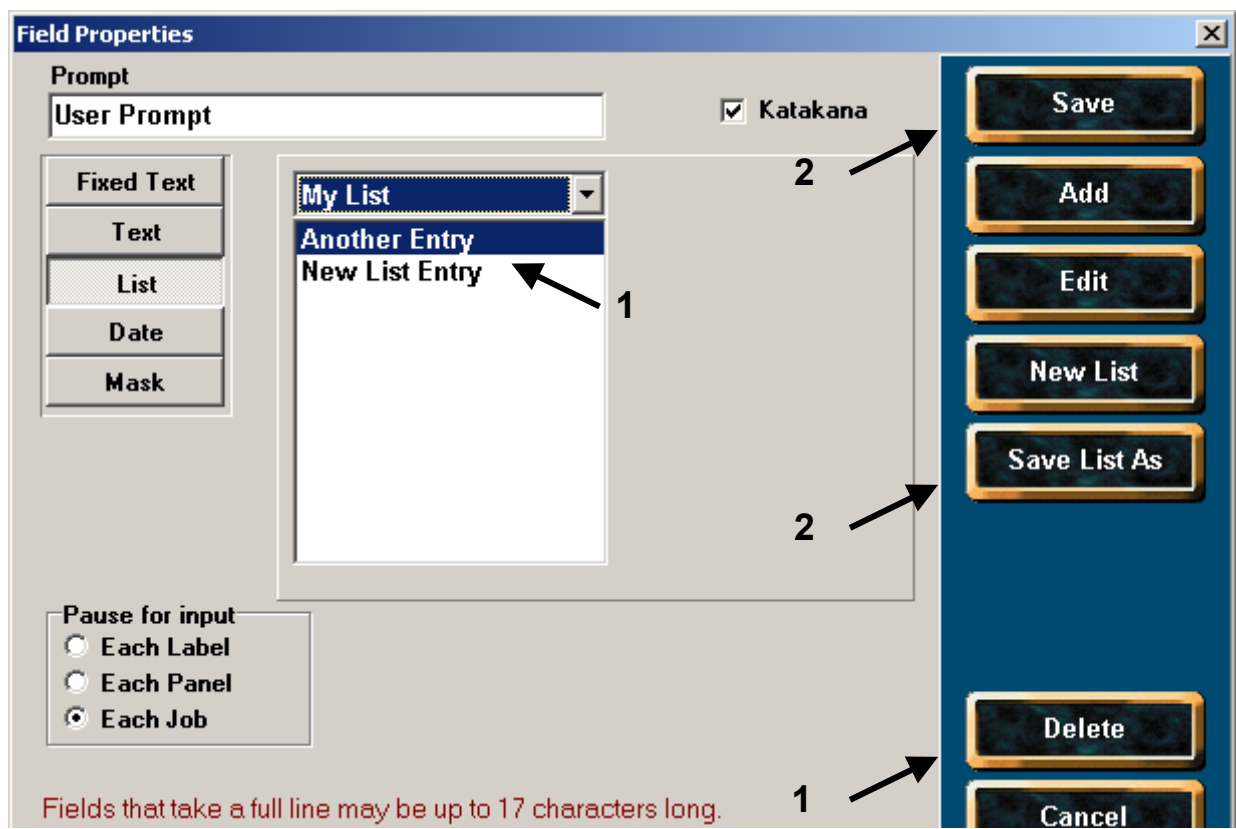 Field Properties
Prompt
User Prompt
Katakana
Save
2
Fixed Text
Text
List
Date
Mask
My List
Another Entry
New List Entry
1
Add
Edit
New List
Save List As
2
Pause for input
Each Label
Each Panel
Each Job
Delete
1
Cancel
Fields that take a full line may be up to 17 characters long.